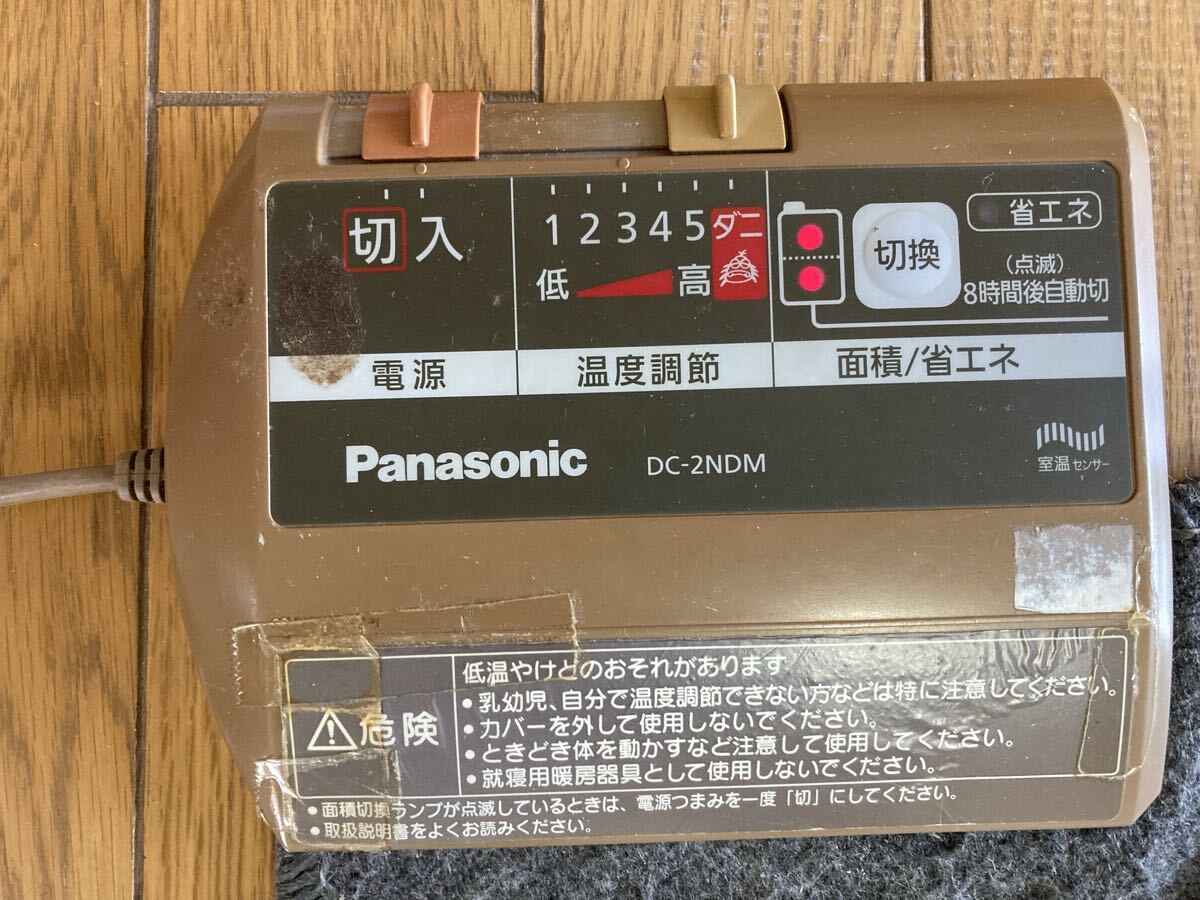 切 入
1 2 3 4 5 ダニ
低 高
切換
省エネ
(点滅)
8時間後自動切
電源
温度調節
面積/省エネ
Panasonic
DC-2NDM
室温センサー
危険
低温やけどのおそれがあります
•乳幼児、自分で温度調節できない方などは特に注意してください。
•カバーを外して使用しないでください。
•ときどき体を動かすなど注意して使用してください。
•就寝用暖房器具として使用しないでください。
•面積切換ランプが点滅しているときは、電源つまみを一度「切」にしてください。
•取扱説明書をよくお読みください。